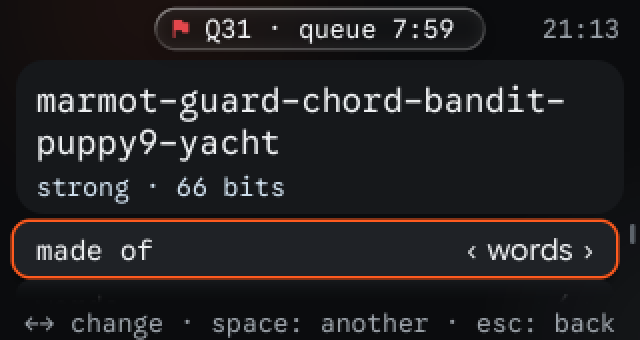 Q31 · queue 7:59
21:13
marmot-guard-chord-bandit-
puppy9-yacht
strong · 66 bits
made of ‹ words ›
↔ change · space: another · esc: back